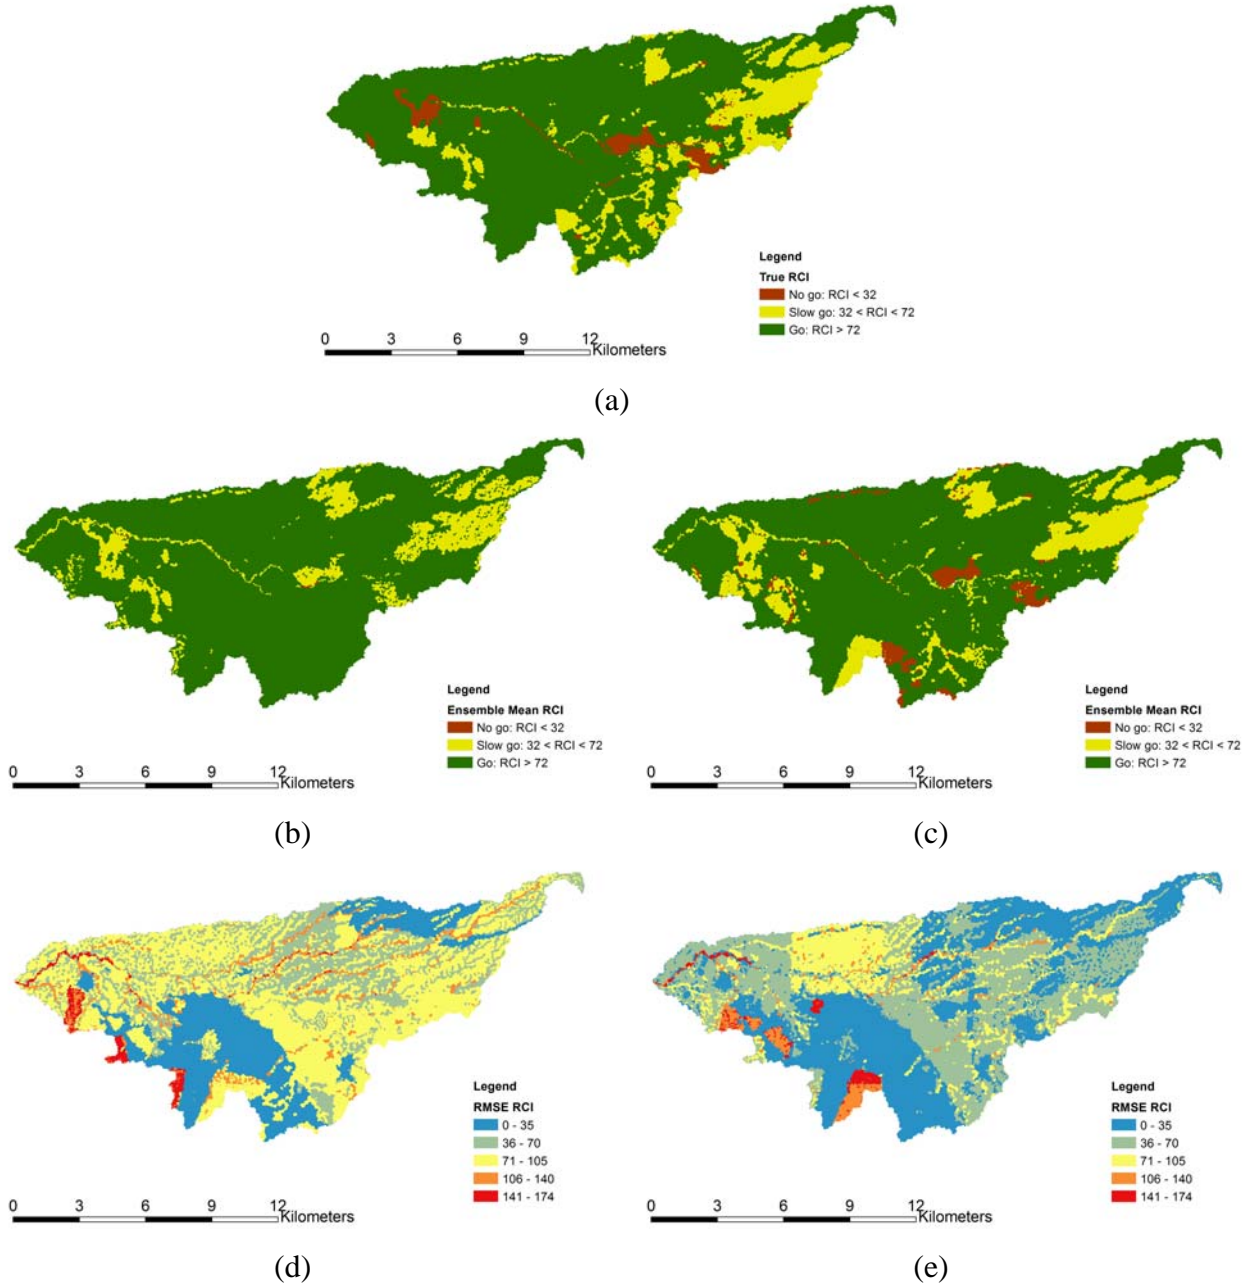 Legend
True RCI
No go: RCI < 32
Slow go: 32 < RCI < 72
Go: RCI > 72
0 3 6 9 12
Kilometers
(a)
Legend
Ensemble Mean RCI
No go: RCI < 32
Slow go: 32 < RCI < 72
Go: RCI > 72
0 3 6 9 12
Kilometers
(b)
Legend
Ensemble Mean RCI
No go: RCI < 32
Slow go: 32 < RCI < 72
Go: RCI > 72
0 3 6 9 12
Kilometers
(c)
Legend
RMSE RCI
0 - 35
36 - 70
71 - 105
106 - 140
141 - 174
0 3 6 9 12
Kilometers
(d)
Legend
RMSE RCI
0 - 35
36 - 70
71 - 105
106 - 140
141 - 174
0 3 6 9 12
Kilometers
(e)